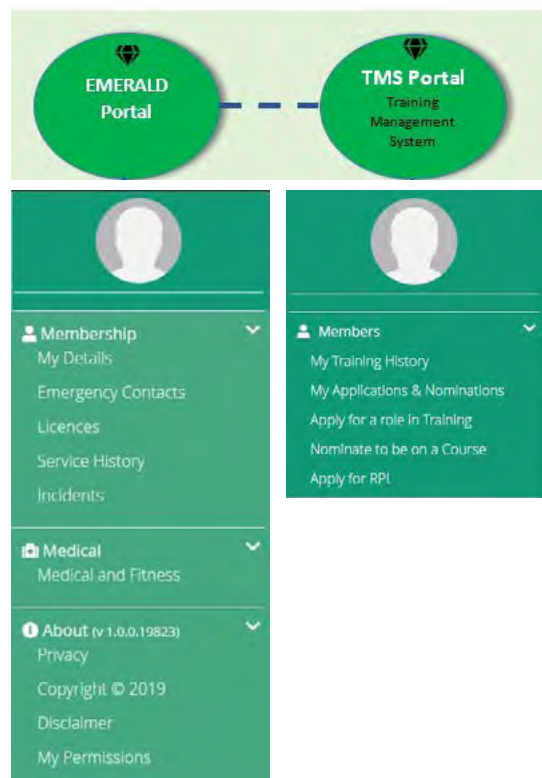 EMERALD
Portal
TMS Portal
Training
Management
System
Membership
My Details
Emergency Contacts
Licences
Service History
Incidents
Medical
Medical and Fitness
About (v 1.0.0.19823)
Privacy
Copyright © 2019
Disclaimer
My Permissions
Members
My Training History
My Applications & Nominations
Apply for a role in Training
Nominate to be on a Course
Apply for RPL